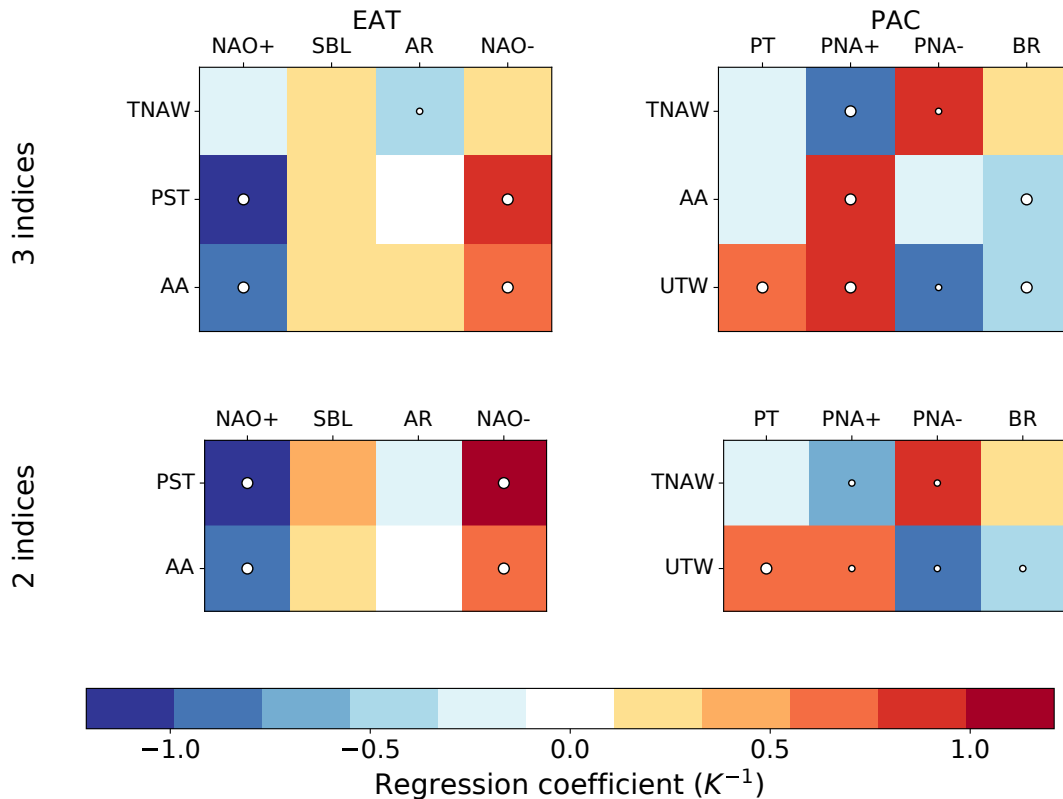 EAT
NAO+ SBL AR NAO-
TNAW
PST
AA
3 indices
PAC
PT PNA+ PNA- BR
TNAW
AA
UTW
NAO+ SBL AR NAO-
PST
AA
2 indices
PT PNA+ PNA- BR
TNAW
UTW
−1.0 −0.5 0.0 0.5 1.0
Regression coefficient (K⁻¹)